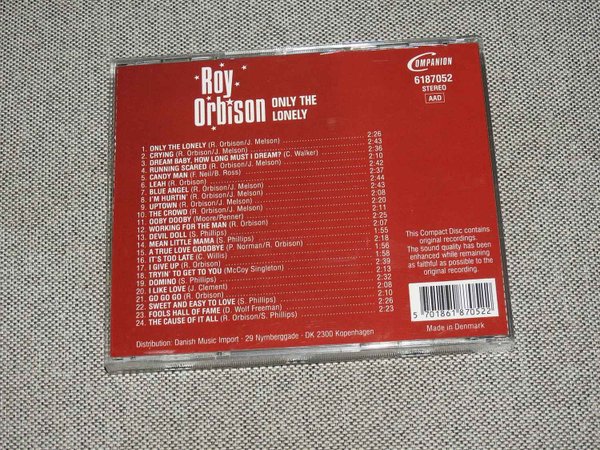 Roy
Orbison
ONLY THE
LONELY
COMPANION
6187052
STEREO
AAD
1. ONLY THE LONELY (R. Orbison/J. Melson) 2:26
2. CRYING (R. Orbison/J. Melson) 2:43
3. DREAM BABY, HOW LONG MUST I DREAM? (C. Walker) 2:36
4. RUNNING SCARED (R. Orbison/J. Melson) 2:10
5. CANDY MAN (F. Neil/B. Ross) 2:42
6. LEAH (R. Orbison) 2:37
7. BLUE ANGEL (R. Orbison/J. Melson) 2:44
8. I'M HURTIN' (R. Orbison/J. Melson) 2:43
9. UPTOWN (R. Orbison/J. Melson) 2:08
10. THE CROWD (R. Orbison/J. Melson) 2:20
11. OOBY DOOBY (Moore/Penner) 2:11
12. WORKING FOR THE MAN (R. Orbison) 2:25
13. DEVIL DOLL (S. Phillips) 2:07
14. MEAN LITTLE MAMA (S. Phillips) 1:55
15. A TRUE LOVE GOODBYE (P. Norman/R. Orbison) 2:18
16. IT'S TOO LATE (C. Willis) 1:56
17. I GIVE UP (R. Orbison) 1:58
18. TRYIN' TO GET TO YOU (McCoy Singleton) 2:39
19. DOMINO (S. Phillips) 2:13
20. I LIKE LOVE (J. Clement) 2:32
21. GO GO GO (R. Orbison) 2:08
22. SWEET AND EASY TO LOVE (S. Phillips) 2:10
23. FOOLS HALL OF FAME (D. Wolf Freeman) 2:26
24. THE CAUSE OF IT ALL (R. Orbison/S. Phillips) 2:23
This Compact Disc contains
original recordings.
The sound quality has been
enhanced while remaining
as faithful as possible to the
original recording.
5 701861 870522
Made in Denmark
Distribution: Danish Music Import · 29 Nyrnberggade · DK 2300 Kopenhagen